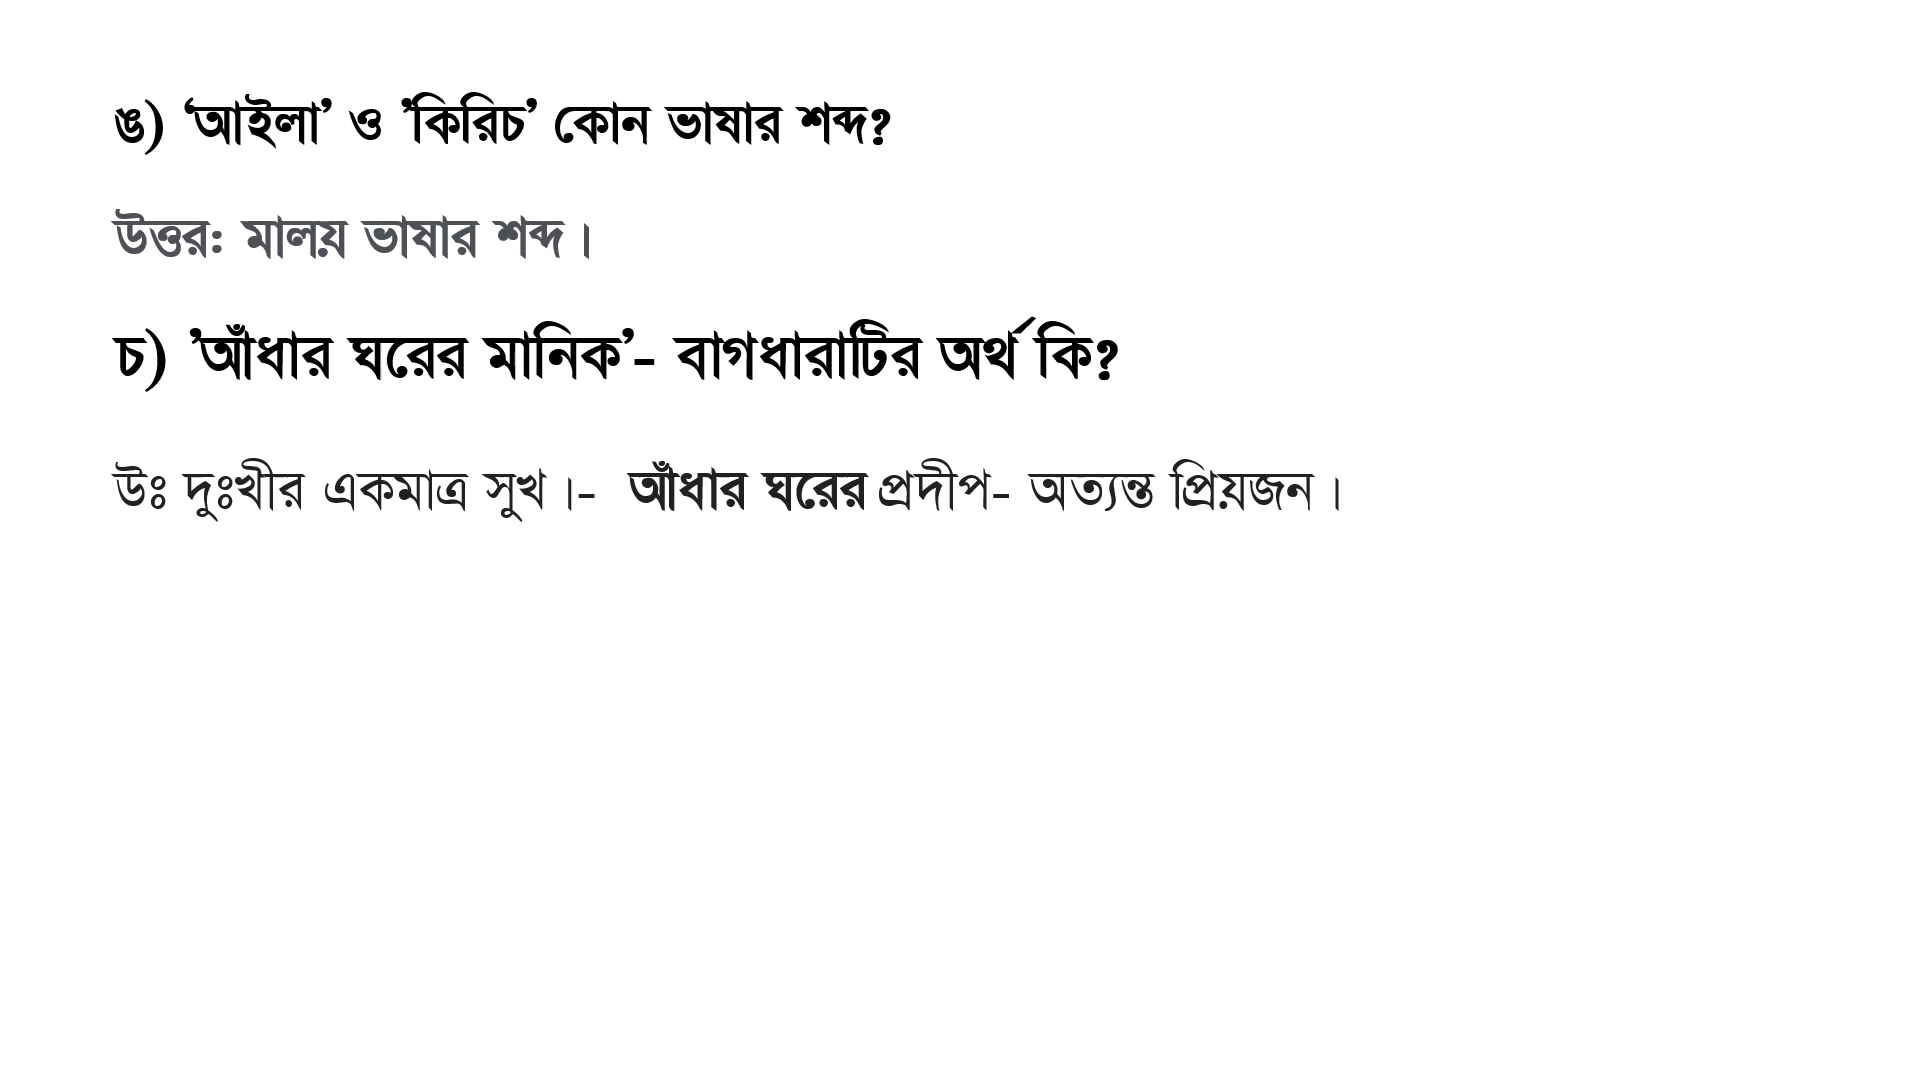 ঙ) ‘আইলা’ ও ’কিরিচ’ কোন ভাষার শব্দ?
উত্তর: মালয় ভাষার শব্দ।
চ) ’আঁধার ঘরের মানিক’- বাগধারাটির অর্থ কি?
উঃ দুঃখীর একমাত্র সুখ।- আঁধার ঘরের প্রদীপ- অত্যন্ত প্রিয়জন।